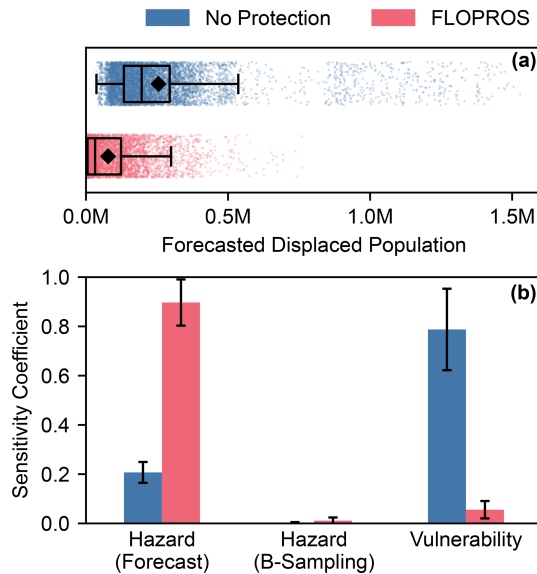 No Protection FLOPROS
(a)
0.0M 0.5M 1.0M 1.5M
Forecasted Displaced Population
(b)
Sensitivity Coefficient
1.0
0.8
0.6
0.4
0.2
0.0
Hazard Hazard Vulnerability
(Forecast) (B-Sampling)